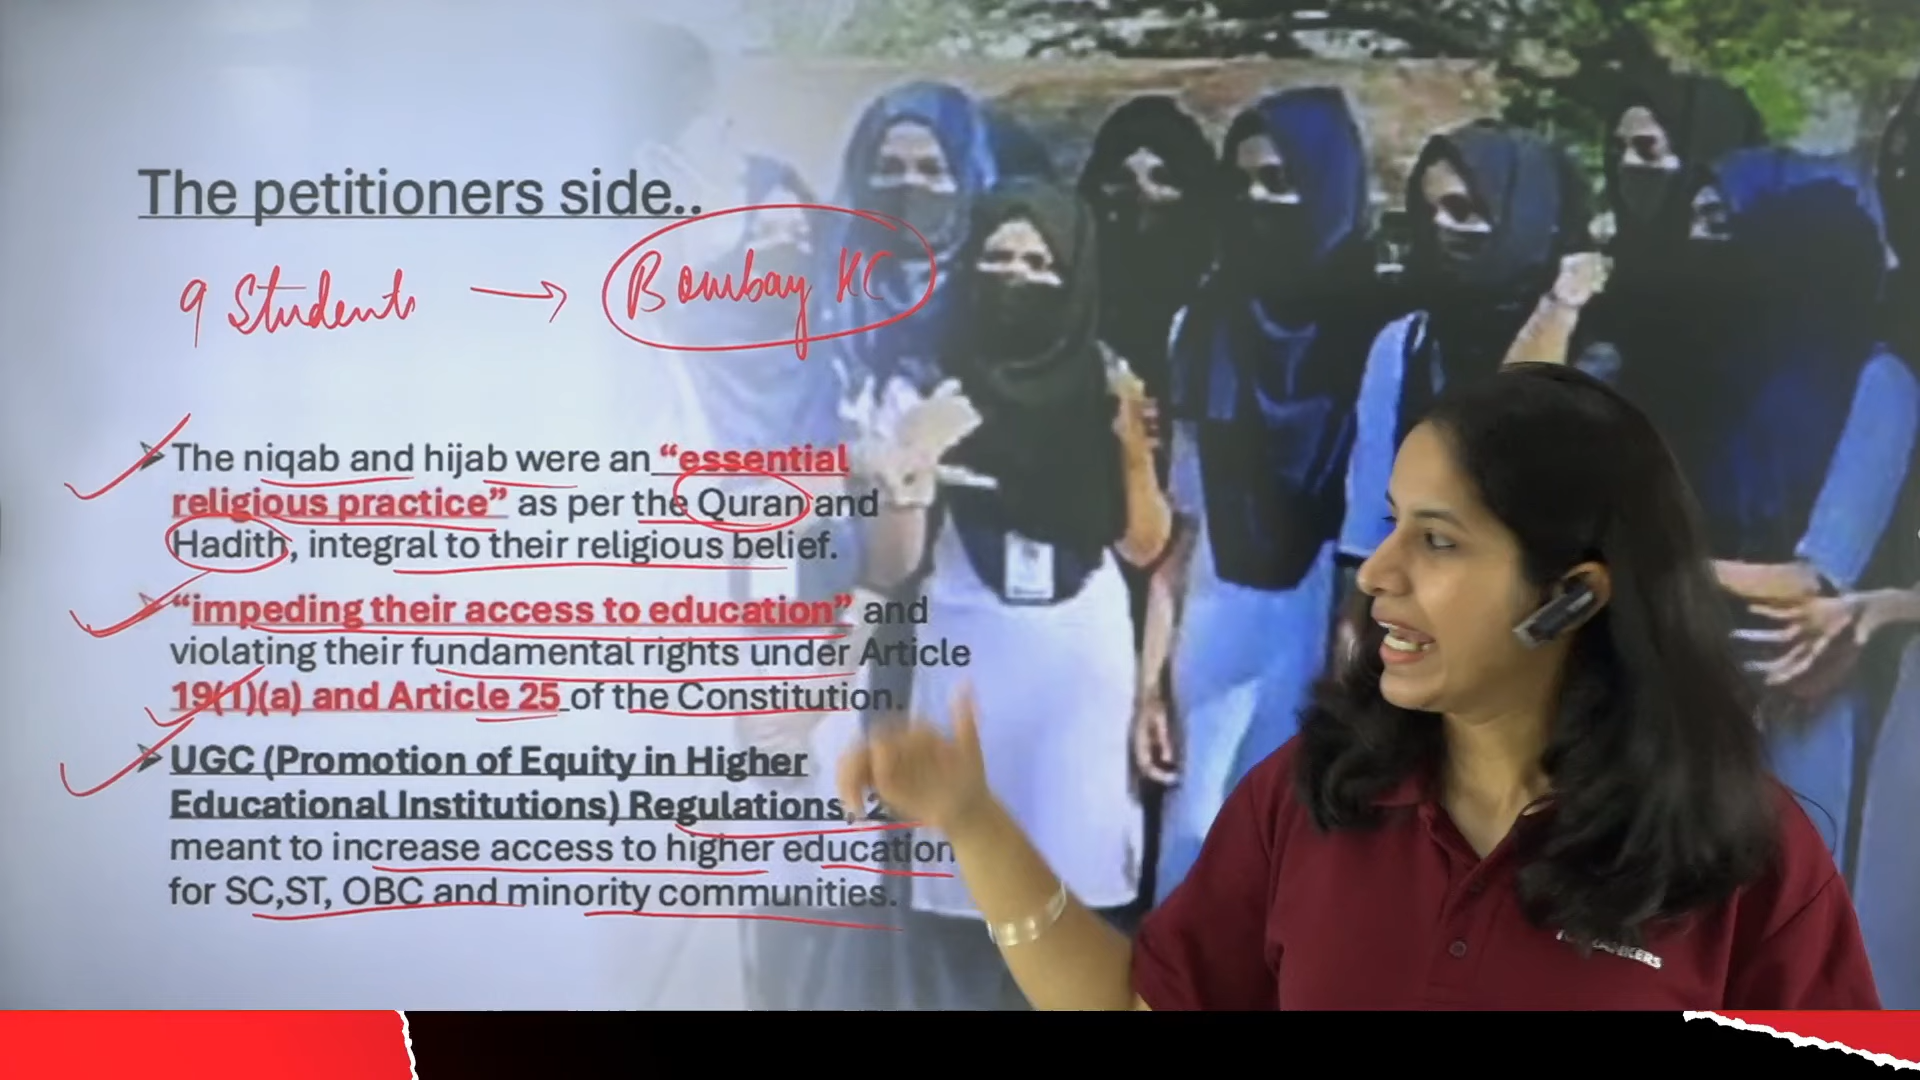 The petitioners side..
9 Students → Bombay HC
➤ The niqab and hijab were an “essential
religious practice” as per the Quran and
Hadith, integral to their religious belief.
➤ “impeding their access to education” and
violating their fundamental rights under Article
19(1)(a) and Article 25 of the Constitution.
➤ UGC (Promotion of Equity in Higher
Educational Institutions) Regulations,
meant to increase access to higher education
for SC,ST, OBC and minority communities.